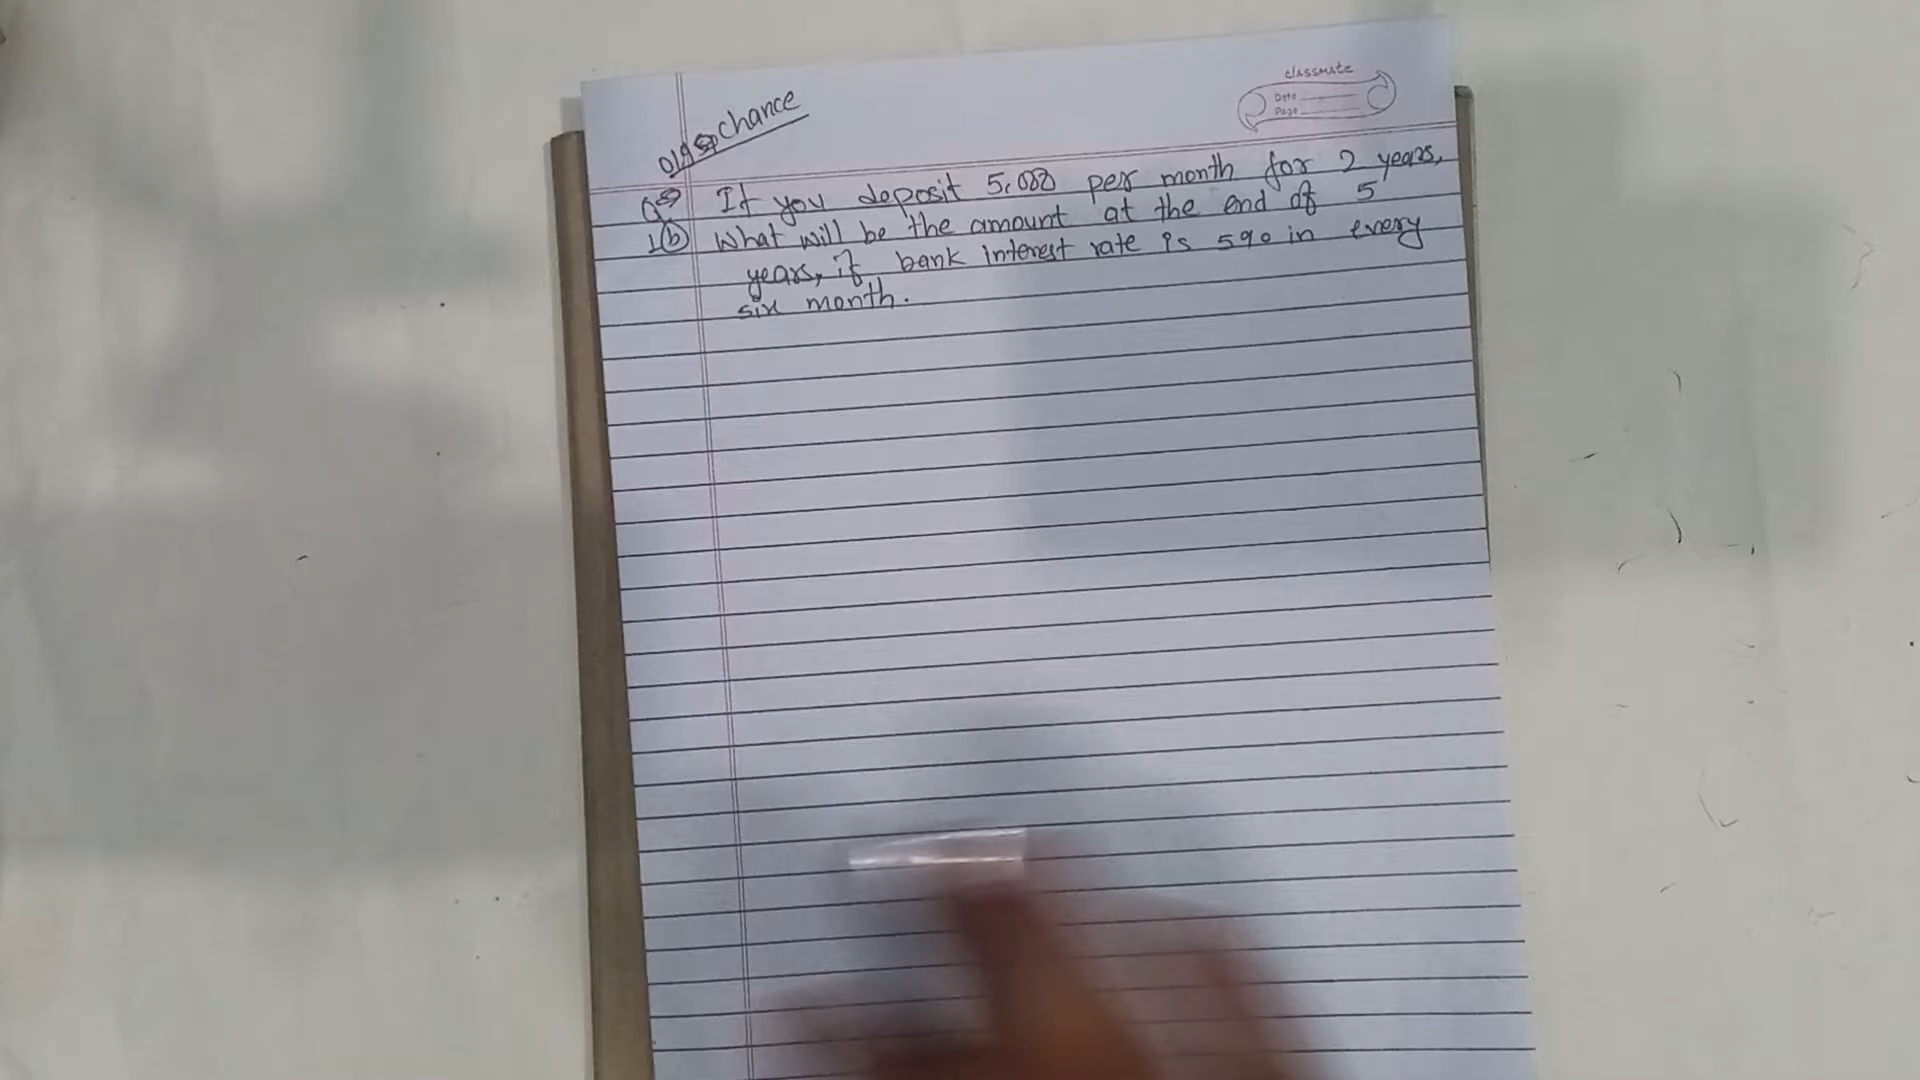 chance
classmate
Date
Page
Q If you deposit 5,000 per month for 2 years,
1(b) What will be the amount at the end of 5
years, if bank interest rate is 5% in every
six month.